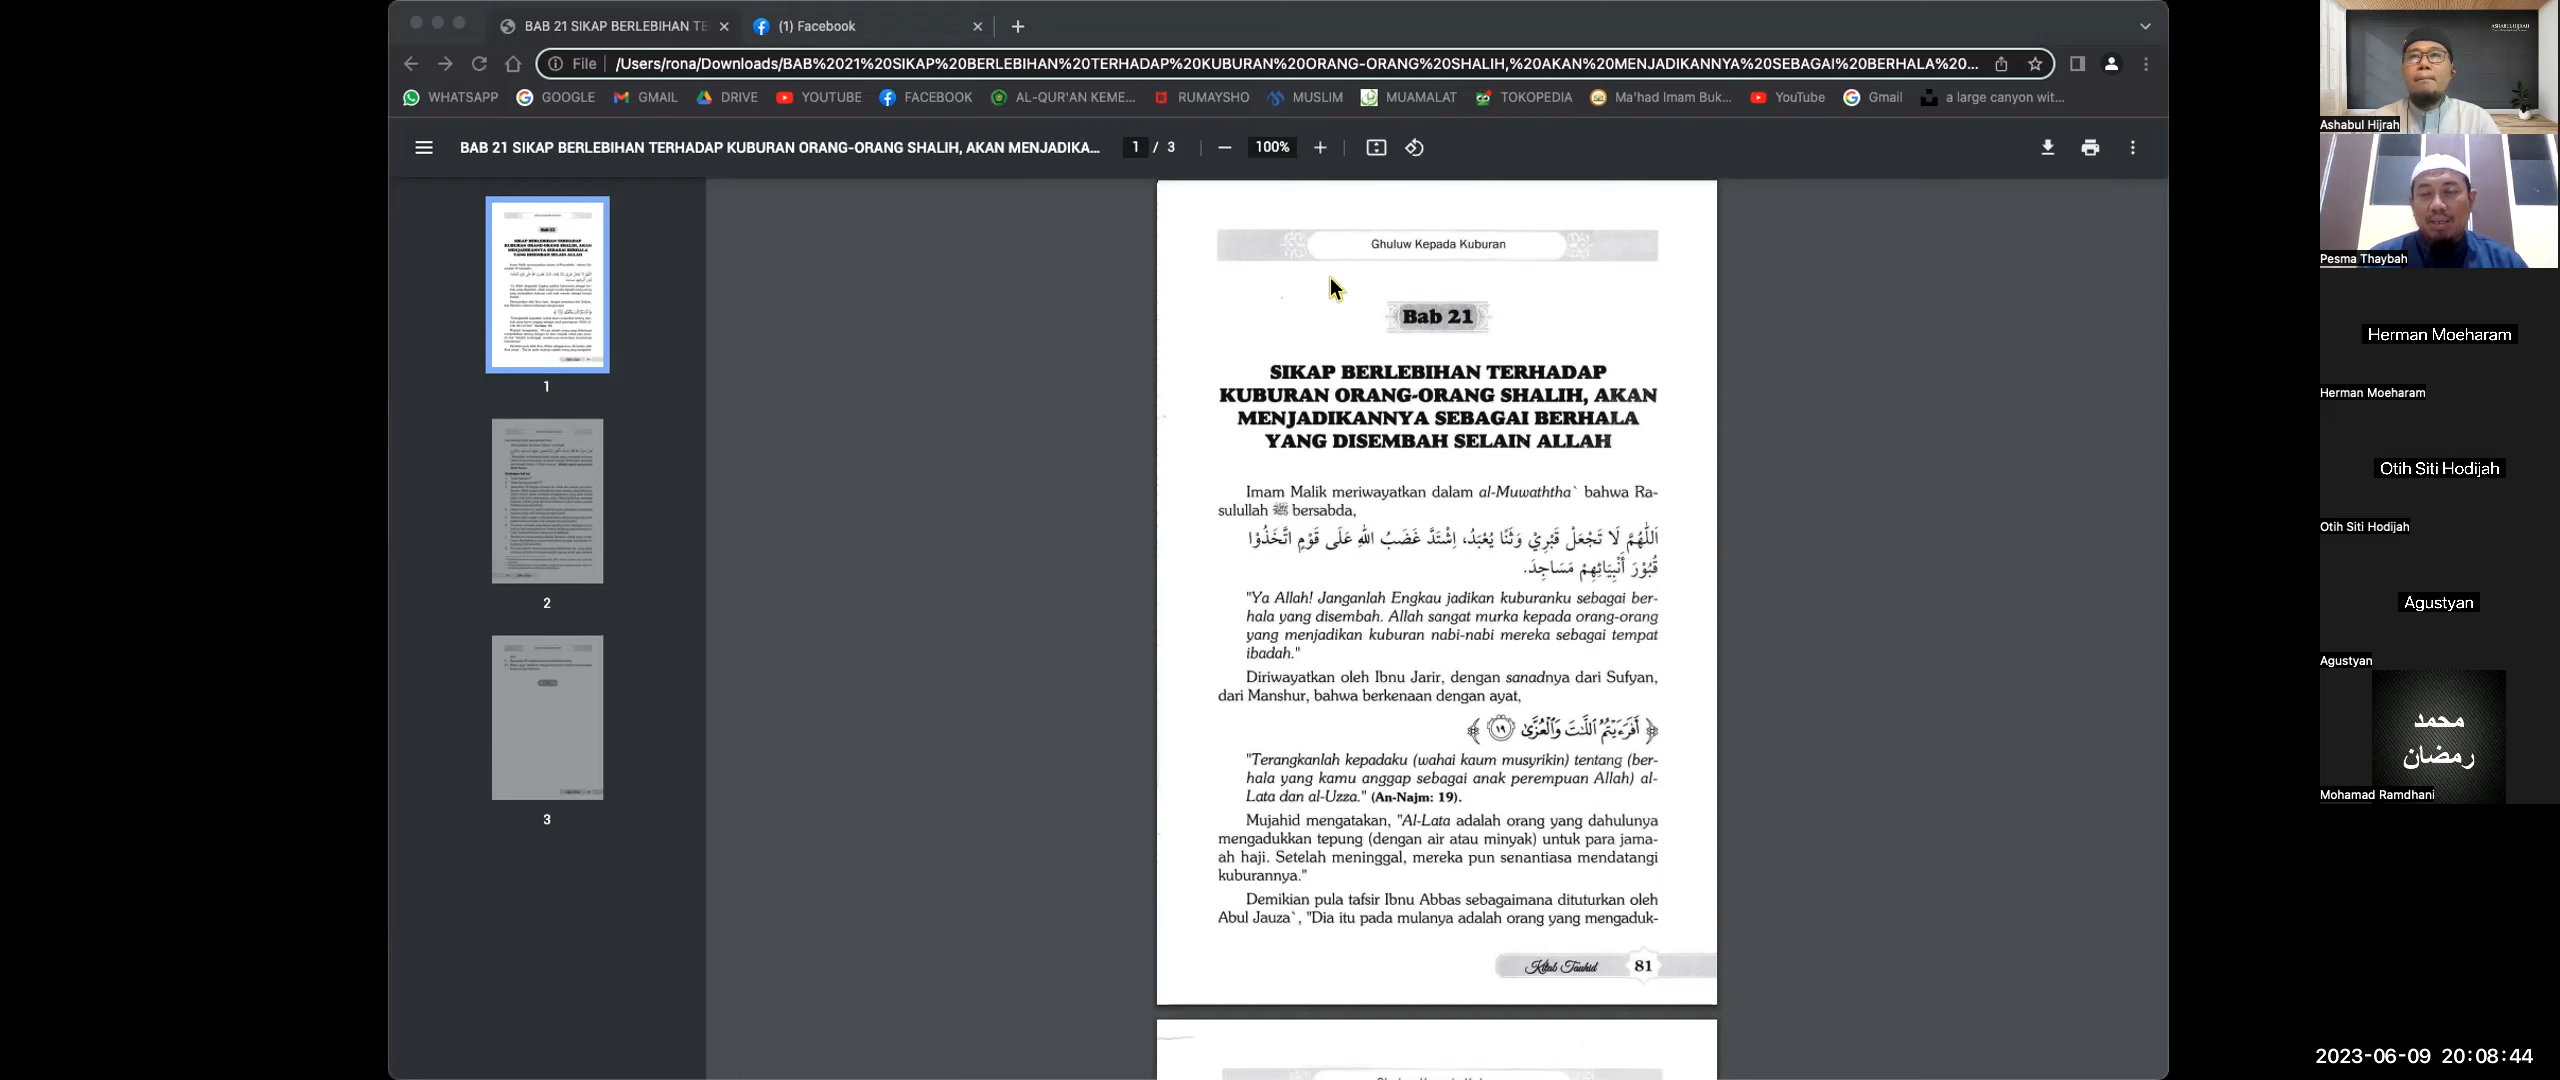 BAB 21 SIKAP BERLEBIHAN TE
(1) Facebook
File
/Users/rona/Downloads/BAB%2021%20SIKAP%20BERLEBIHAN%20TERHADAP%20KUBURAN%20ORANG-ORANG%20SHALIH,%20AKAN%20MENJADIKANNYA%20SEBAGAI%20BERHALA%20...
WHATSAPP GOOGLE GMAIL DRIVE YOUTUBE FACEBOOK AL-QUR'AN KEME... RUMAYSHO MUSLIM MUAMALAT TOKOPEDIA Ma'had Imam Buk... YouTube Gmail a large canyon wit...
BAB 21 SIKAP BERLEBIHAN TERHADAP KUBURAN ORANG-ORANG SHALIH, AKAN MENJADIKA... 1 / 3 100%
1
2
3
Ghuluw Kepada Kuburan
Bab 21
SIKAP BERLEBIHAN TERHADAP
KUBURAN ORANG-ORANG SHALIH, AKAN
MENJADIKANNYA SEBAGAI BERHALA
YANG DISEMBAH SELAIN ALLAH
Imam Malik meriwayatkan dalam al-Muwaththa` bahwa Ra-
sulullah ﷺ bersabda,
اَللّٰهُمَّ لَا تَجْعَلْ قَبْرِيْ وَثَنًا يُعْبَدُ، اِشْتَدَّ غَضَبُ اللهِ عَلَى قَوْمٍ اتَّخَذُوْا
قُبُوْرَ أَنْبِيَائِهِمْ مَسَاجِدَ.
"Ya Allah! Janganlah Engkau jadikan kuburanku sebagai ber-
hala yang disembah. Allah sangat murka kepada orang-orang
yang menjadikan kuburan nabi-nabi mereka sebagai tempat
ibadah."
Diriwayatkan oleh Ibnu Jarir, dengan sanadnya dari Sufyan,
dari Manshur, bahwa berkenaan dengan ayat,
﴿ أَفَرَءَيْتُمُ ٱللَّٰتَ وَٱلْعُزَّىٰ ١٩ ﴾
"Terangkanlah kepadaku (wahai kaum musyrikin) tentang (ber-
hala yang kamu anggap sebagai anak perempuan Allah) al-
Lata dan al-Uzza." (An-Najm: 19).
Mujahid mengatakan, "Al-Lata adalah orang yang dahulunya
mengadukkan tepung (dengan air atau minyak) untuk para jama-
ah haji. Setelah meninggal, mereka pun senantiasa mendatangi
kuburannya."
Demikian pula tafsir Ibnu Abbas sebagaimana dituturkan oleh
Abul Jauza`, "Dia itu pada mulanya adalah orang yang mengaduk-
Kitab Tauhid 81
Ashabul Hijrah
Pesma Thaybah
Herman Moeharam
Herman Moeharam
Otih Siti Hodijah
Otih Siti Hodijah
Agustyan
Agustyan
محمد
رمضان
Mohamad Ramdhani
2023-06-09 20:08:44